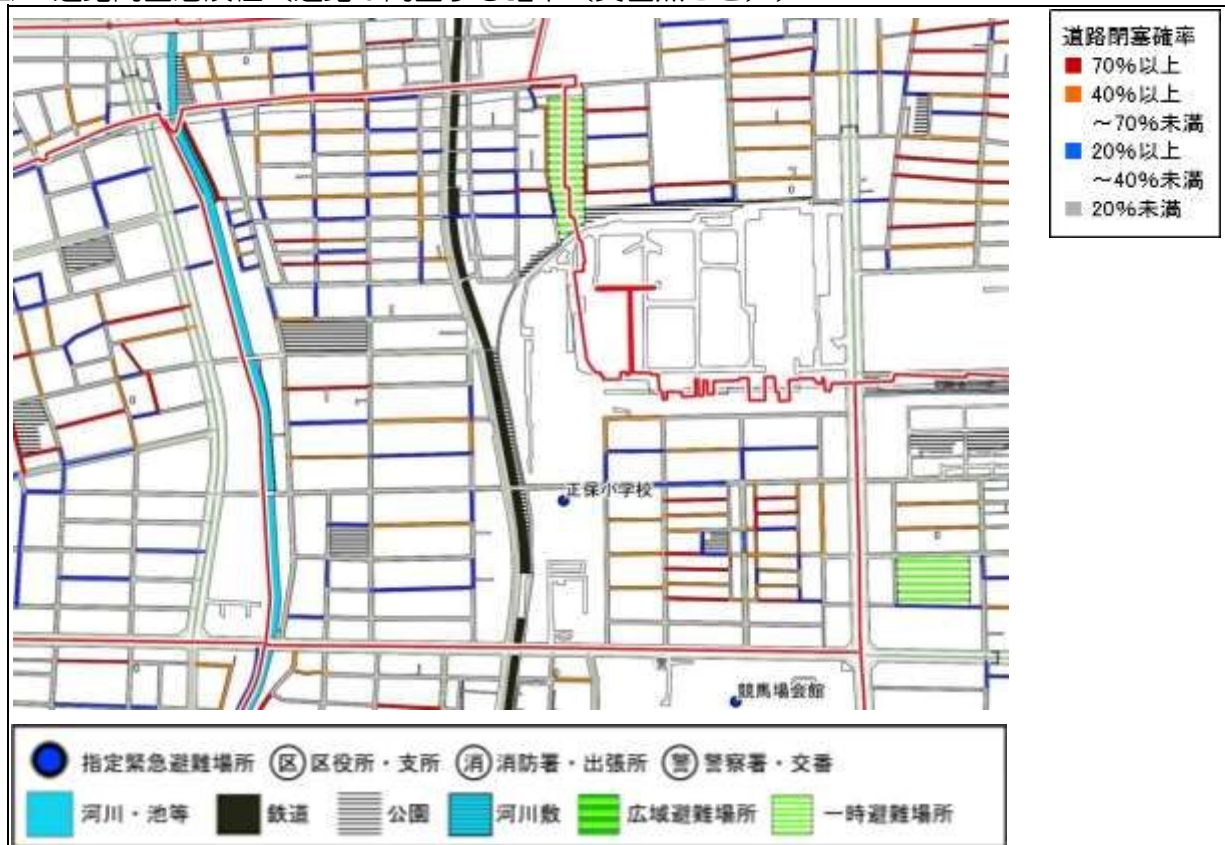 道路閉塞確率
70%以上
40%以上
～70%未満
20%以上
～40%未満
20%未満
正保小学校
競馬場会館
指定緊急避難場所 区 区役所・支所 消 消防署・出張所 警 警察署・交番
河川・池等 鉄道 公園 河川敷 広域避難場所 一時避難場所